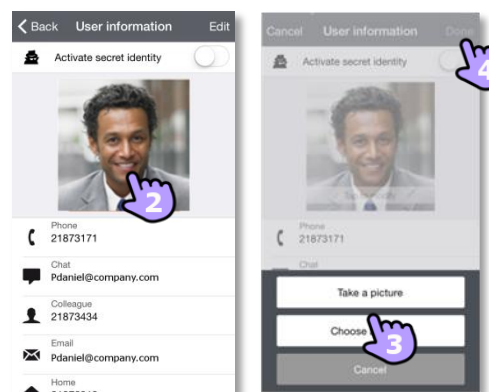 Back User information Edit
Activate secret identity
2
Phone
21873171
Chat
Pdaniel@company.com
Colleague
21873434
Email
Pdaniel@company.com
Home
Cancel User information Done
4
Activate secret identity
Phone
21873171
Chat
Take a picture
Choose
3
Cancel